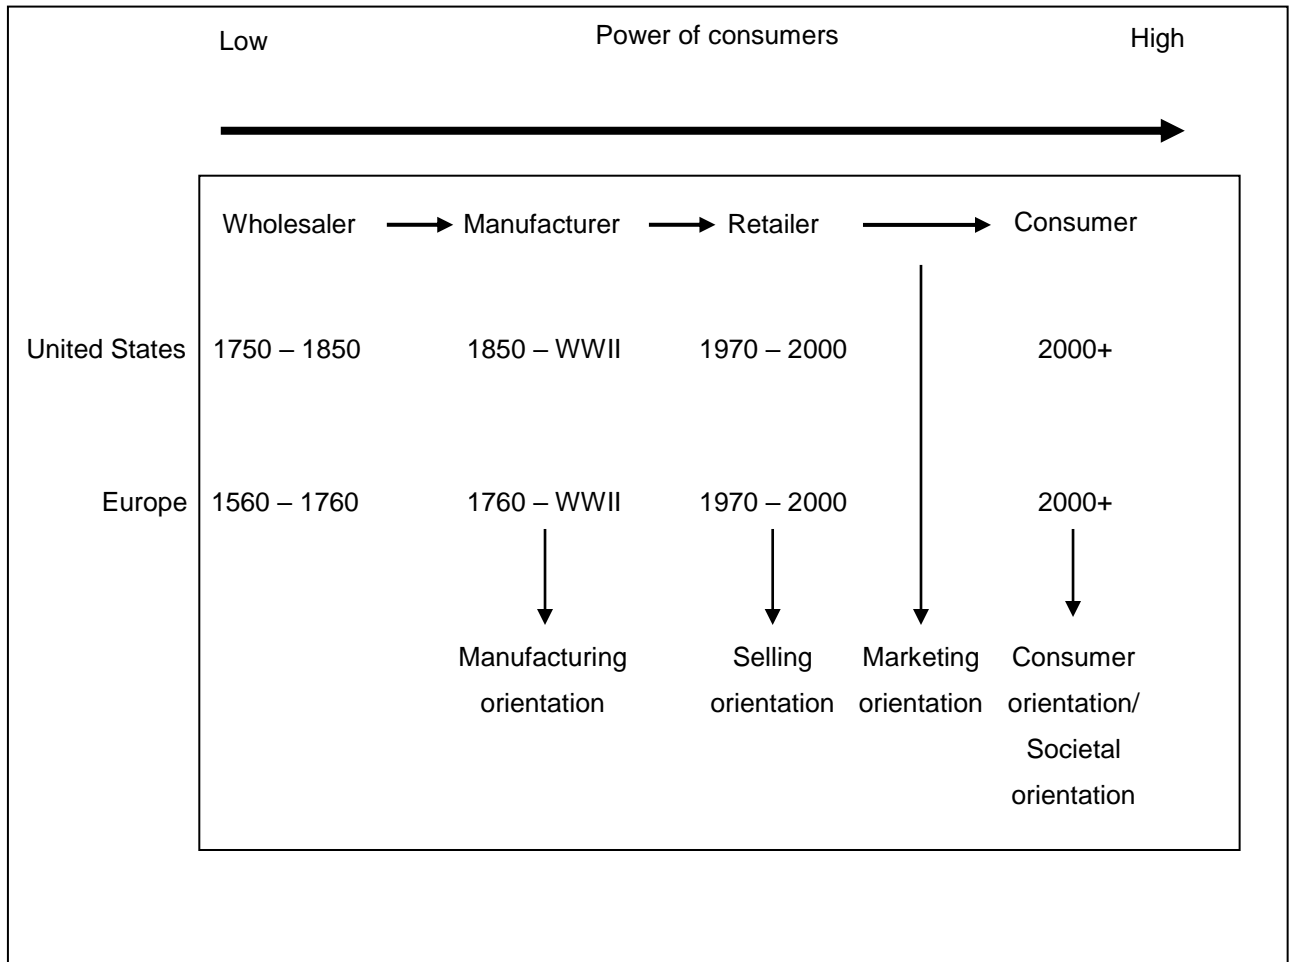 Low Power of consumers High
Wholesaler Manufacturer Retailer Consumer
United States 1750 – 1850 1850 – WWII 1970 – 2000 2000+
Europe 1560 – 1760 1760 – WWII 1970 – 2000 2000+
Manufacturing Selling Marketing Consumer
orientation orientation orientation orientation/
Societal
orientation